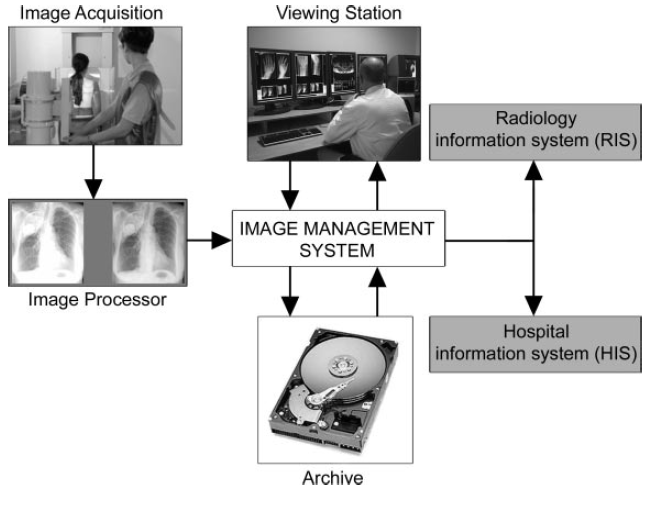 Image Acquisition
Viewing Station
Radiology
information system (RIS)
IMAGE MANAGEMENT
SYSTEM
Image Processor
Hospital
information system (HIS)
Archive